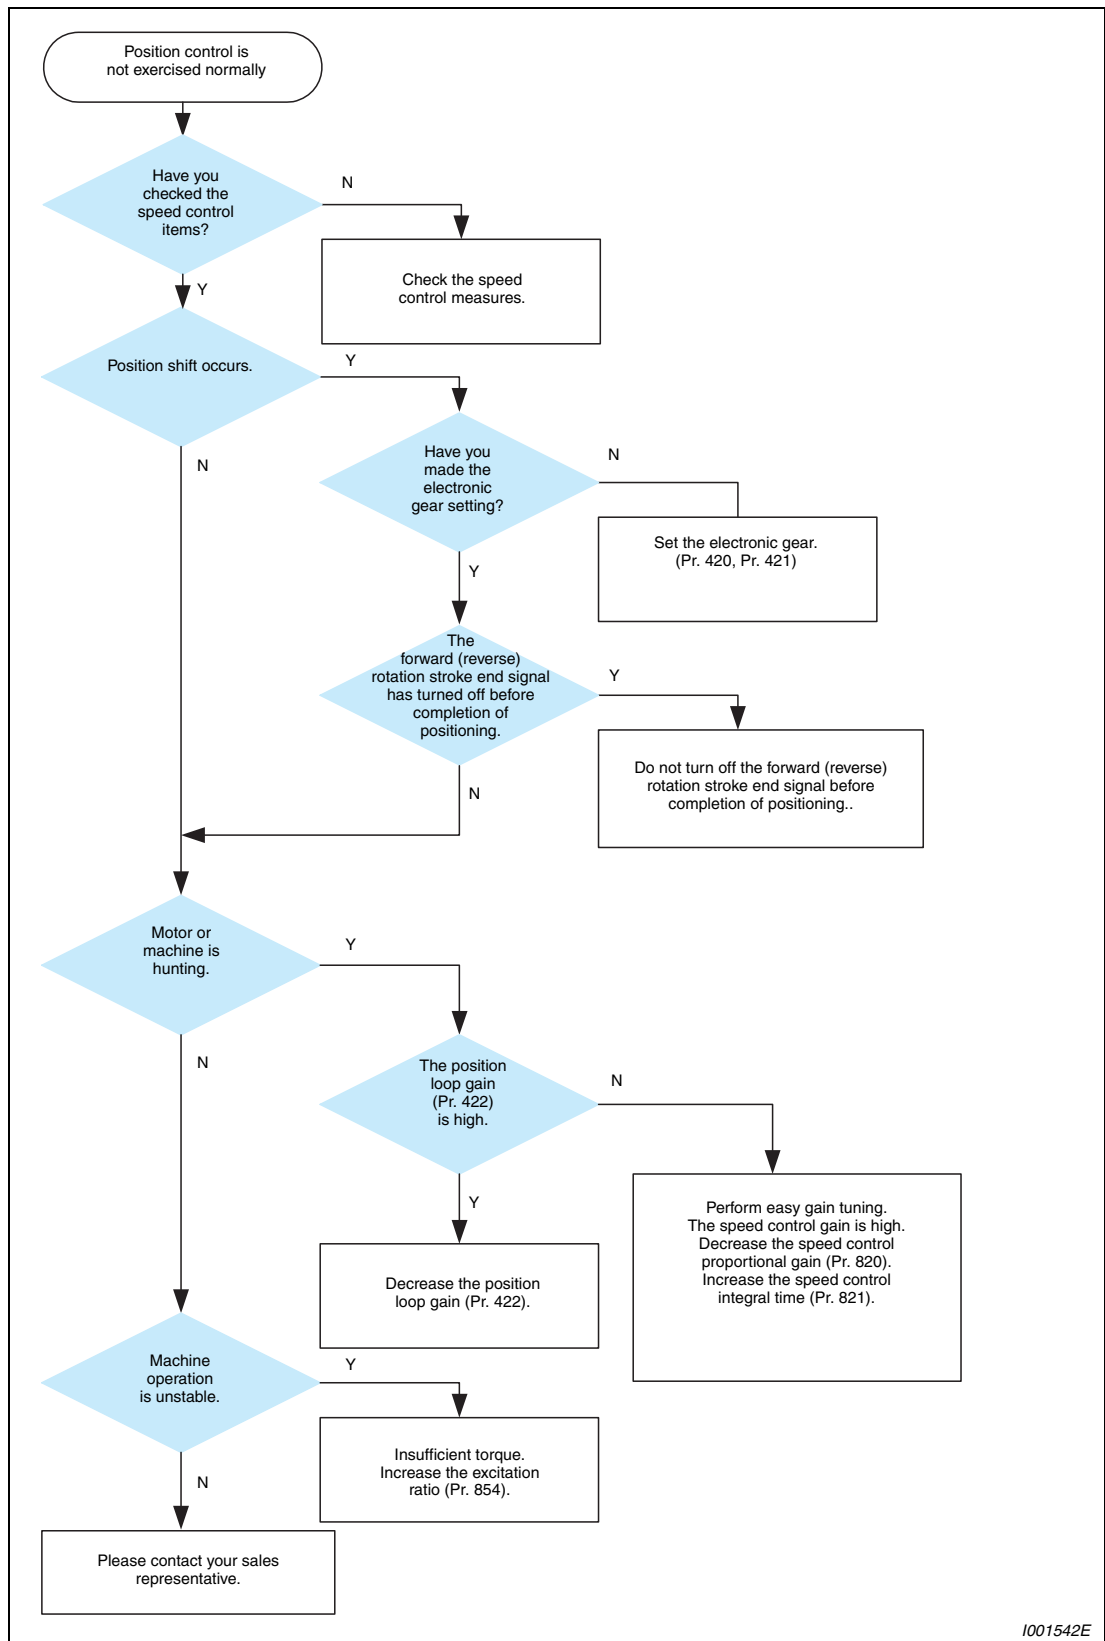 Position control is
not exercised normally
Have you
checked the
speed control
items?
N
Check the speed
control measures.
Y
Position shift occurs.
Y
N
Have you
made the
electronic
gear setting?
N
Set the electronic gear.
(Pr. 420, Pr. 421)
Y
The
forward (reverse)
rotation stroke end signal
has turned off before
completion of
positioning.
Y
Do not turn off the forward (reverse)
rotation stroke end signal before
completion of positioning..
N
Motor or
machine is
hunting.
Y
N
The position
loop gain
(Pr. 422)
is high.
N
Perform easy gain tuning.
The speed control gain is high.
Decrease the speed control
proportional gain (Pr. 820).
Increase the speed control
integral time (Pr. 821).
Y
Decrease the position
loop gain (Pr. 422).
Machine
operation
is unstable.
Y
Insufficient torque.
Increase the excitation
ratio (Pr. 854).
N
Please contact your sales
representative.
I001542E